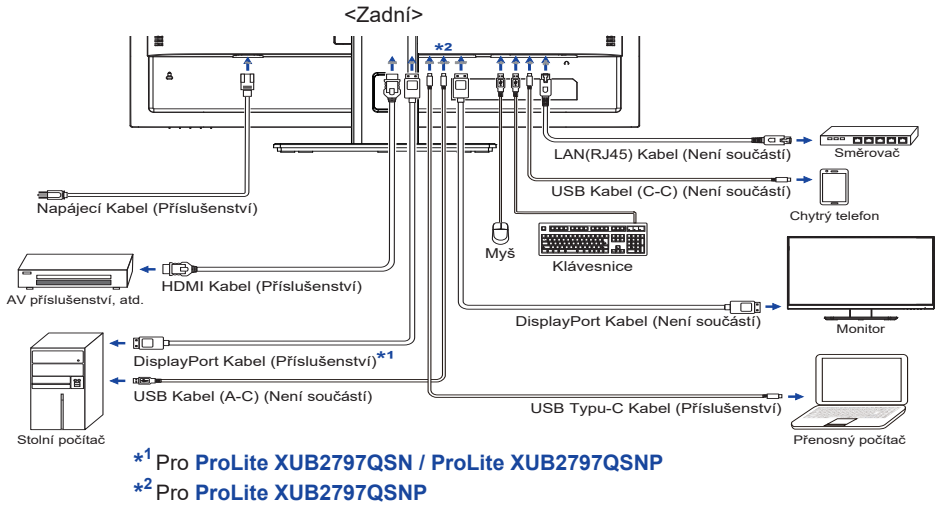 <Zadní>
*2
LAN(RJ45) Kabel (Není součástí)
Směrovač
USB Kabel (C-C) (Není součástí)
Napájecí Kabel (Příslušenství)
Chytrý telefon
Myš
Klávesnice
HDMI Kabel (Příslušenství)
AV příslušenství, atd.
DisplayPort Kabel (Není součástí)
Monitor
DisplayPort Kabel (Příslušenství)*1
USB Kabel (A-C) (Není součástí)
USB Typu-C Kabel (Příslušenství)
Stolní počítač
Přenosný počítač
*1 Pro ProLite XUB2797QSN / ProLite XUB2797QSNP
*2 Pro ProLite XUB2797QSNP